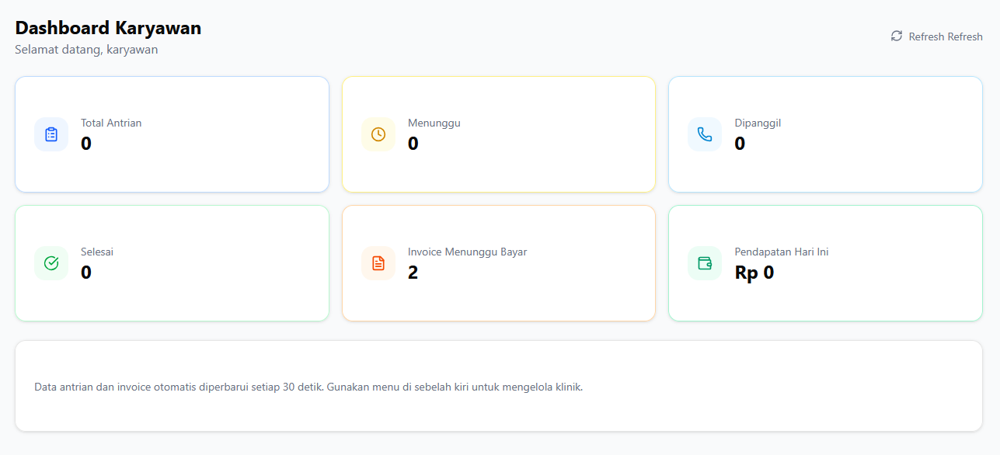 Dashboard Karyawan
Selamat datang, karyawan
Refresh Refresh
Total Antrian
0
Menunggu
0
Dipanggil
0
Selesai
0
Invoice Menunggu Bayar
2
Pendapatan Hari Ini
Rp 0
Data antrian dan invoice otomatis diperbarui setiap 30 detik. Gunakan menu di sebelah kiri untuk mengelola klinik.